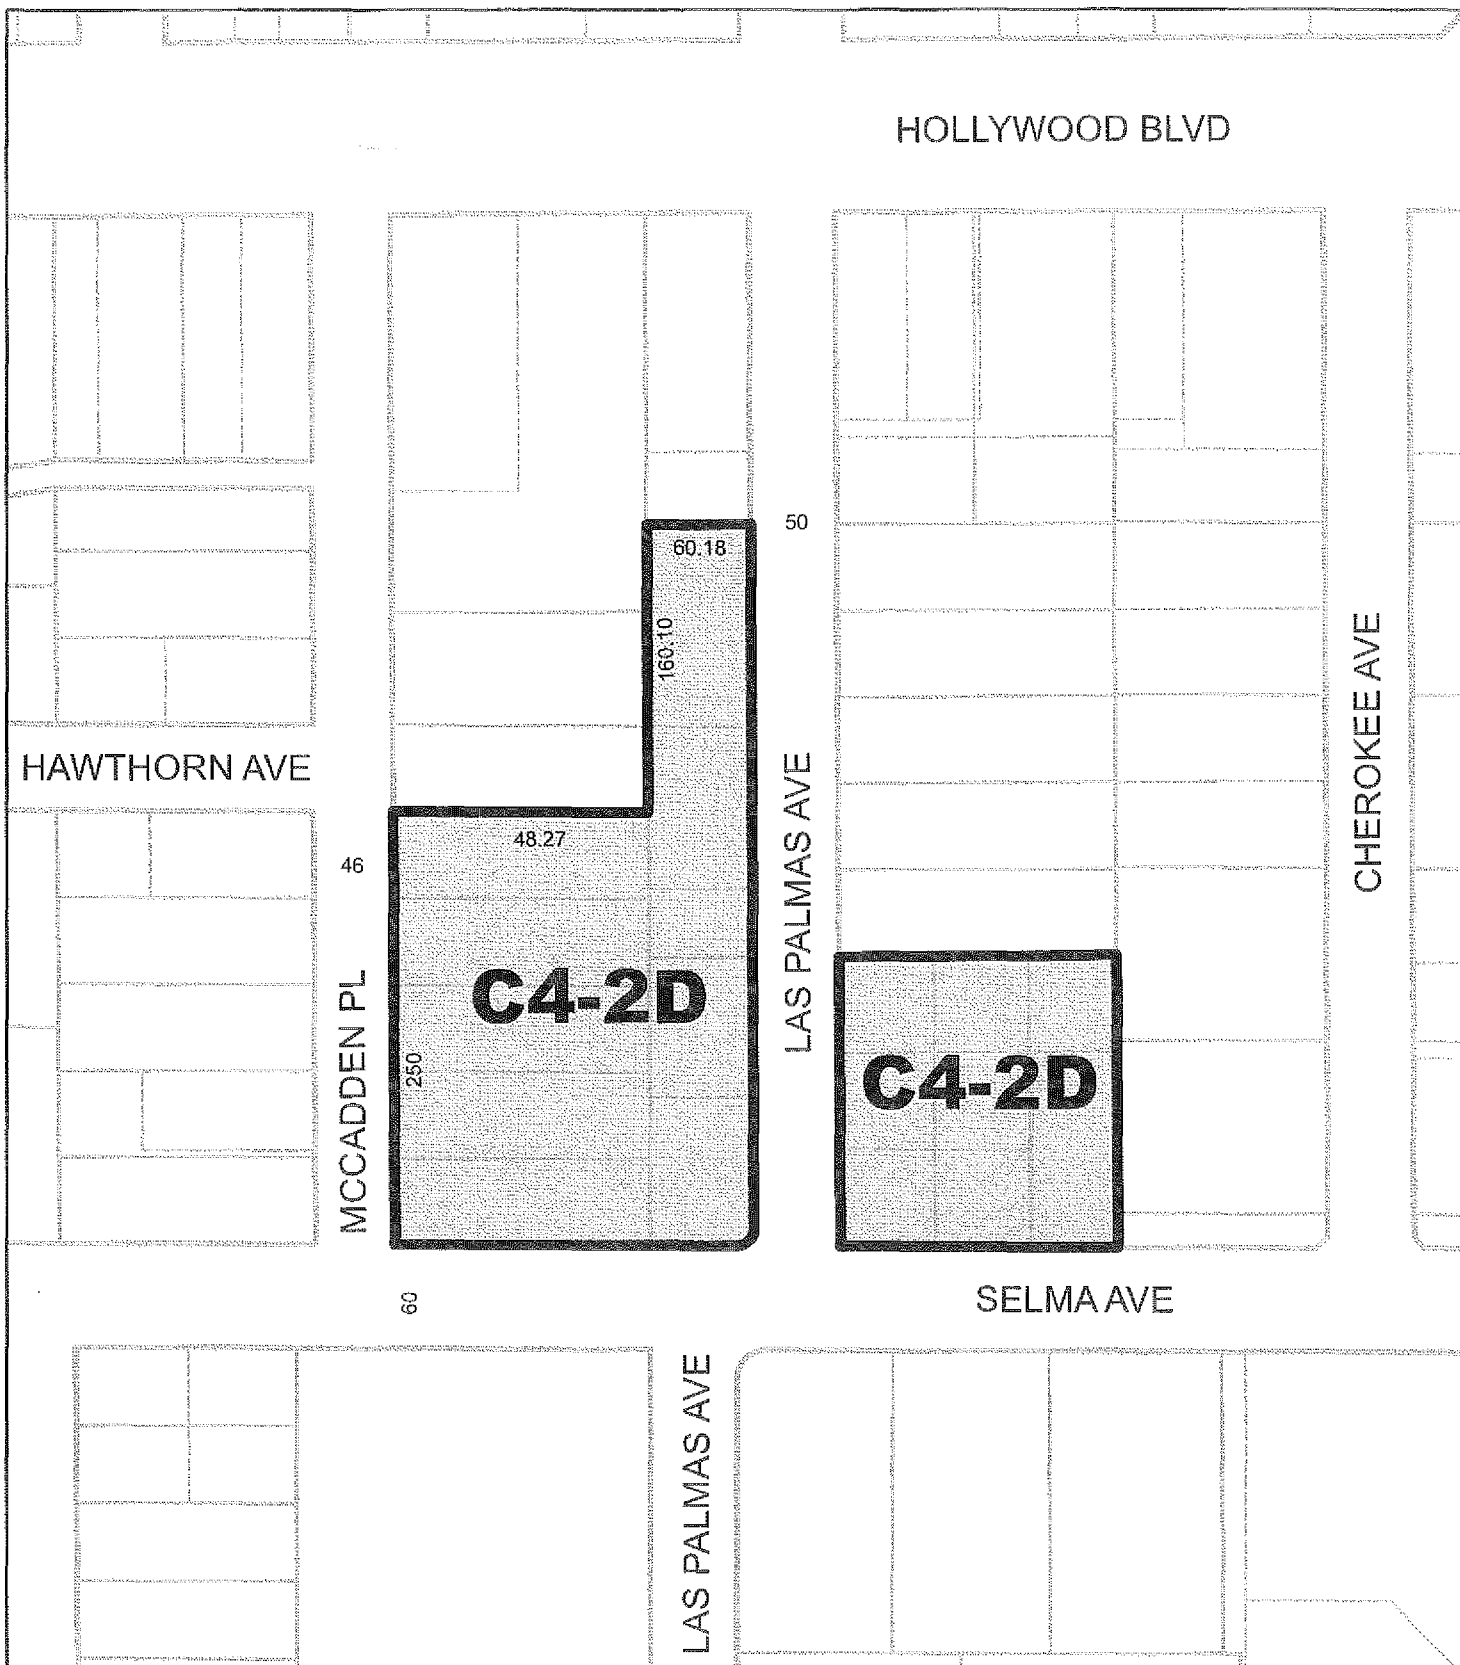 HOLLYWOOD BLVD
50
60.18
160.10
HAWTHORN AVE
48.27
46
LAS PALMAS AVE
CHEROKEE AVE
C4-2D
MCCADDEN PL
250
C4-2D
60
SELMA AVE
LAS PALMAS AVE